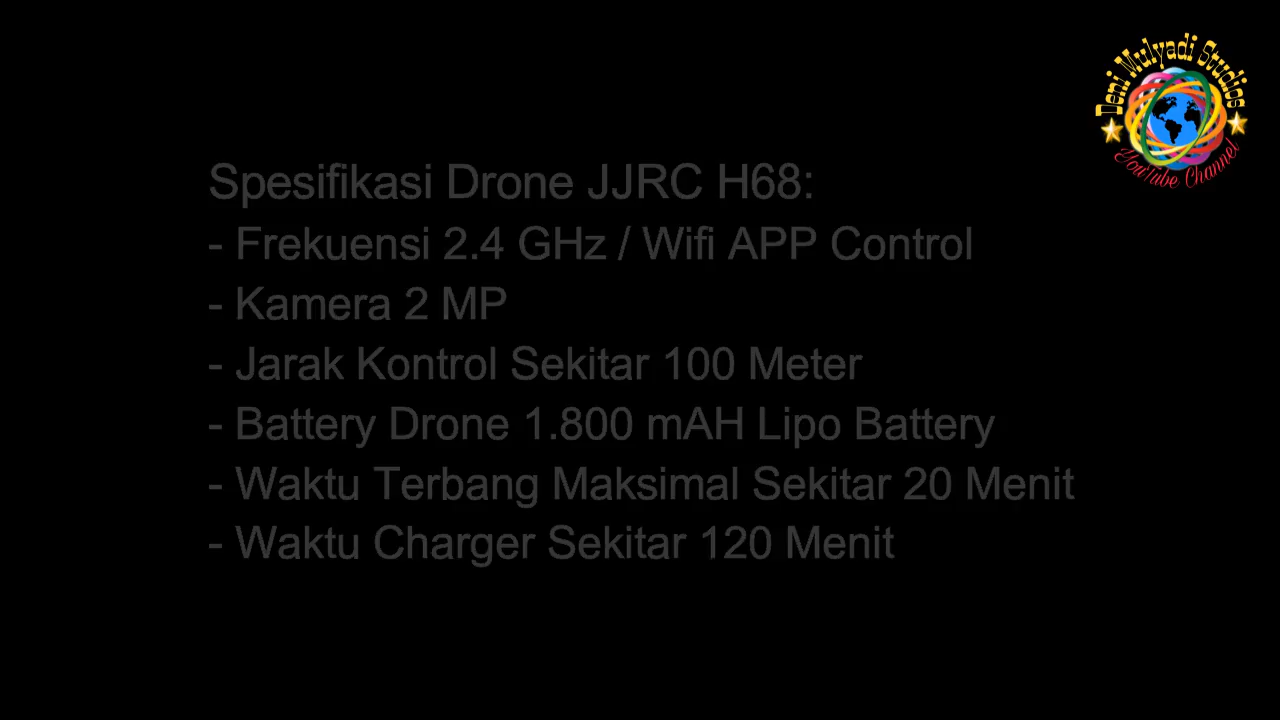 Deni Mulyadi Studios
YouTube Channel
Spesifikasi Drone JJRC H68:
- Frekuensi 2.4 GHz / Wifi APP Control
- Kamera 2 MP
- Jarak Kontrol Sekitar 100 Meter
- Battery Drone 1.800 mAH Lipo Battery
- Waktu Terbang Maksimal Sekitar 20 Menit
- Waktu Charger Sekitar 120 Menit